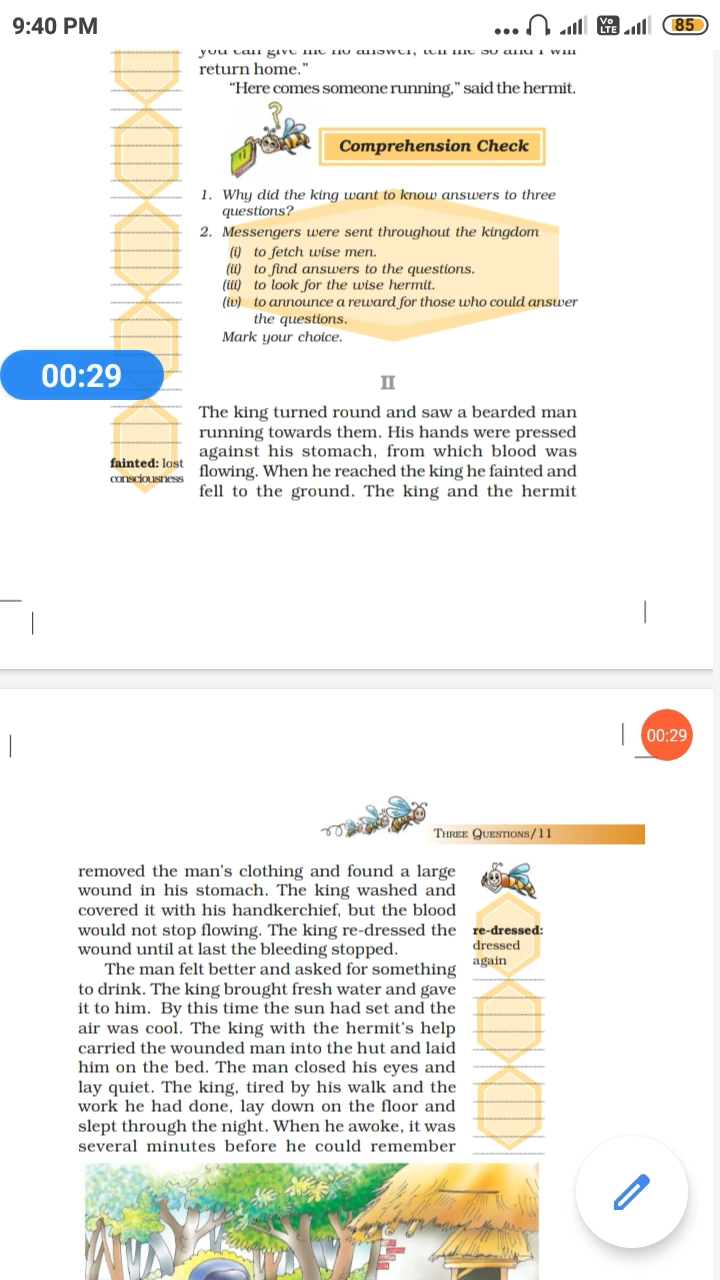 9:40 PM
Vo
LTE
85
you can give me no answer, tell me so and I will
return home."
"Here comes someone running," said the hermit.
?
Comprehension Check
1. Why did the king want to know answers to three
questions?
2. Messengers were sent throughout the kingdom
(i) to fetch wise men.
(ii) to find answers to the questions.
(iii) to look for the wise hermit.
(iv) to announce a reward for those who could answer
the questions.
Mark your choice.
00:29
II
The king turned round and saw a bearded man
running towards them. His hands were pressed
against his stomach, from which blood was
flowing. When he reached the king he fainted and
fell to the ground. The king and the hermit
fainted: lost
consciousness
00:29
THREE QUESTIONS/11
removed the man's clothing and found a large
wound in his stomach. The king washed and
covered it with his handkerchief, but the blood
would not stop flowing. The king re-dressed the
wound until at last the bleeding stopped.
The man felt better and asked for something
to drink. The king brought fresh water and gave
it to him. By this time the sun had set and the
air was cool. The king with the hermit's help
carried the wounded man into the hut and laid
him on the bed. The man closed his eyes and
lay quiet. The king, tired by his walk and the
work he had done, lay down on the floor and
slept through the night. When he awoke, it was
several minutes before he could remember
re-dressed:
dressed
again